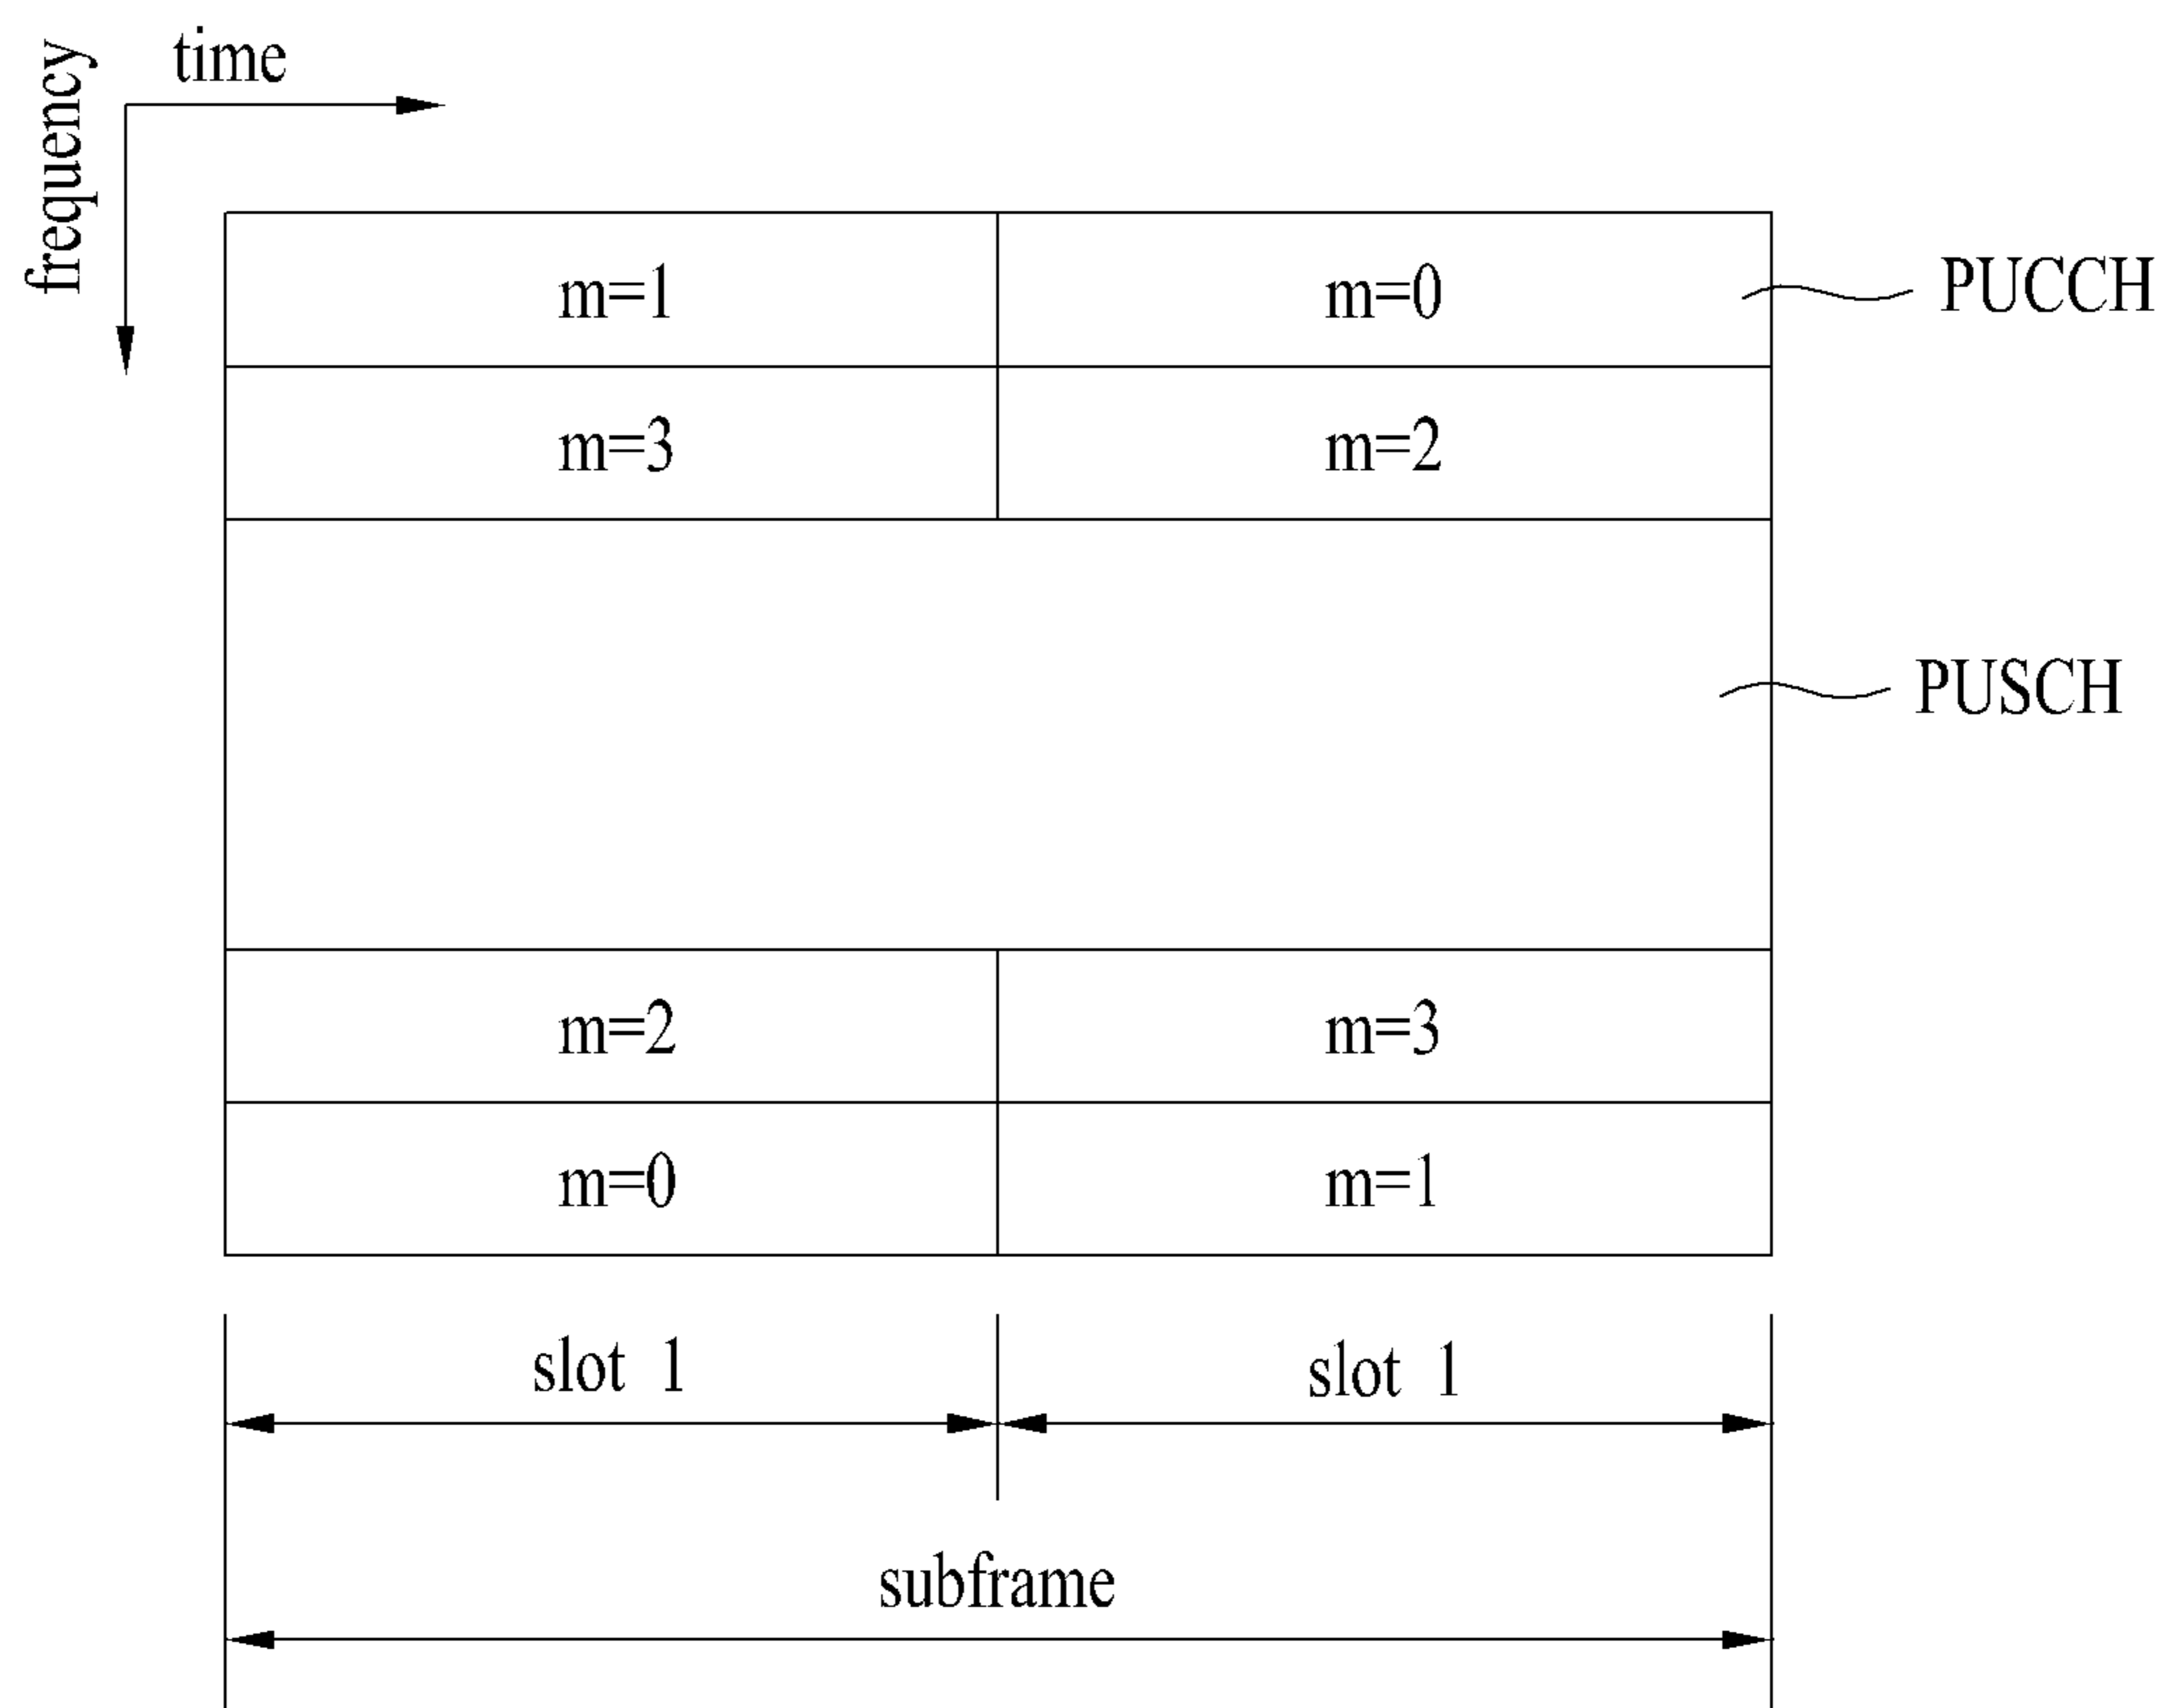 time
frequency
m=1 m=0 PUCCH
m=3 m=2
PUSCH
m=2 m=3
m=0 m=1
slot 1 slot 1
subframe